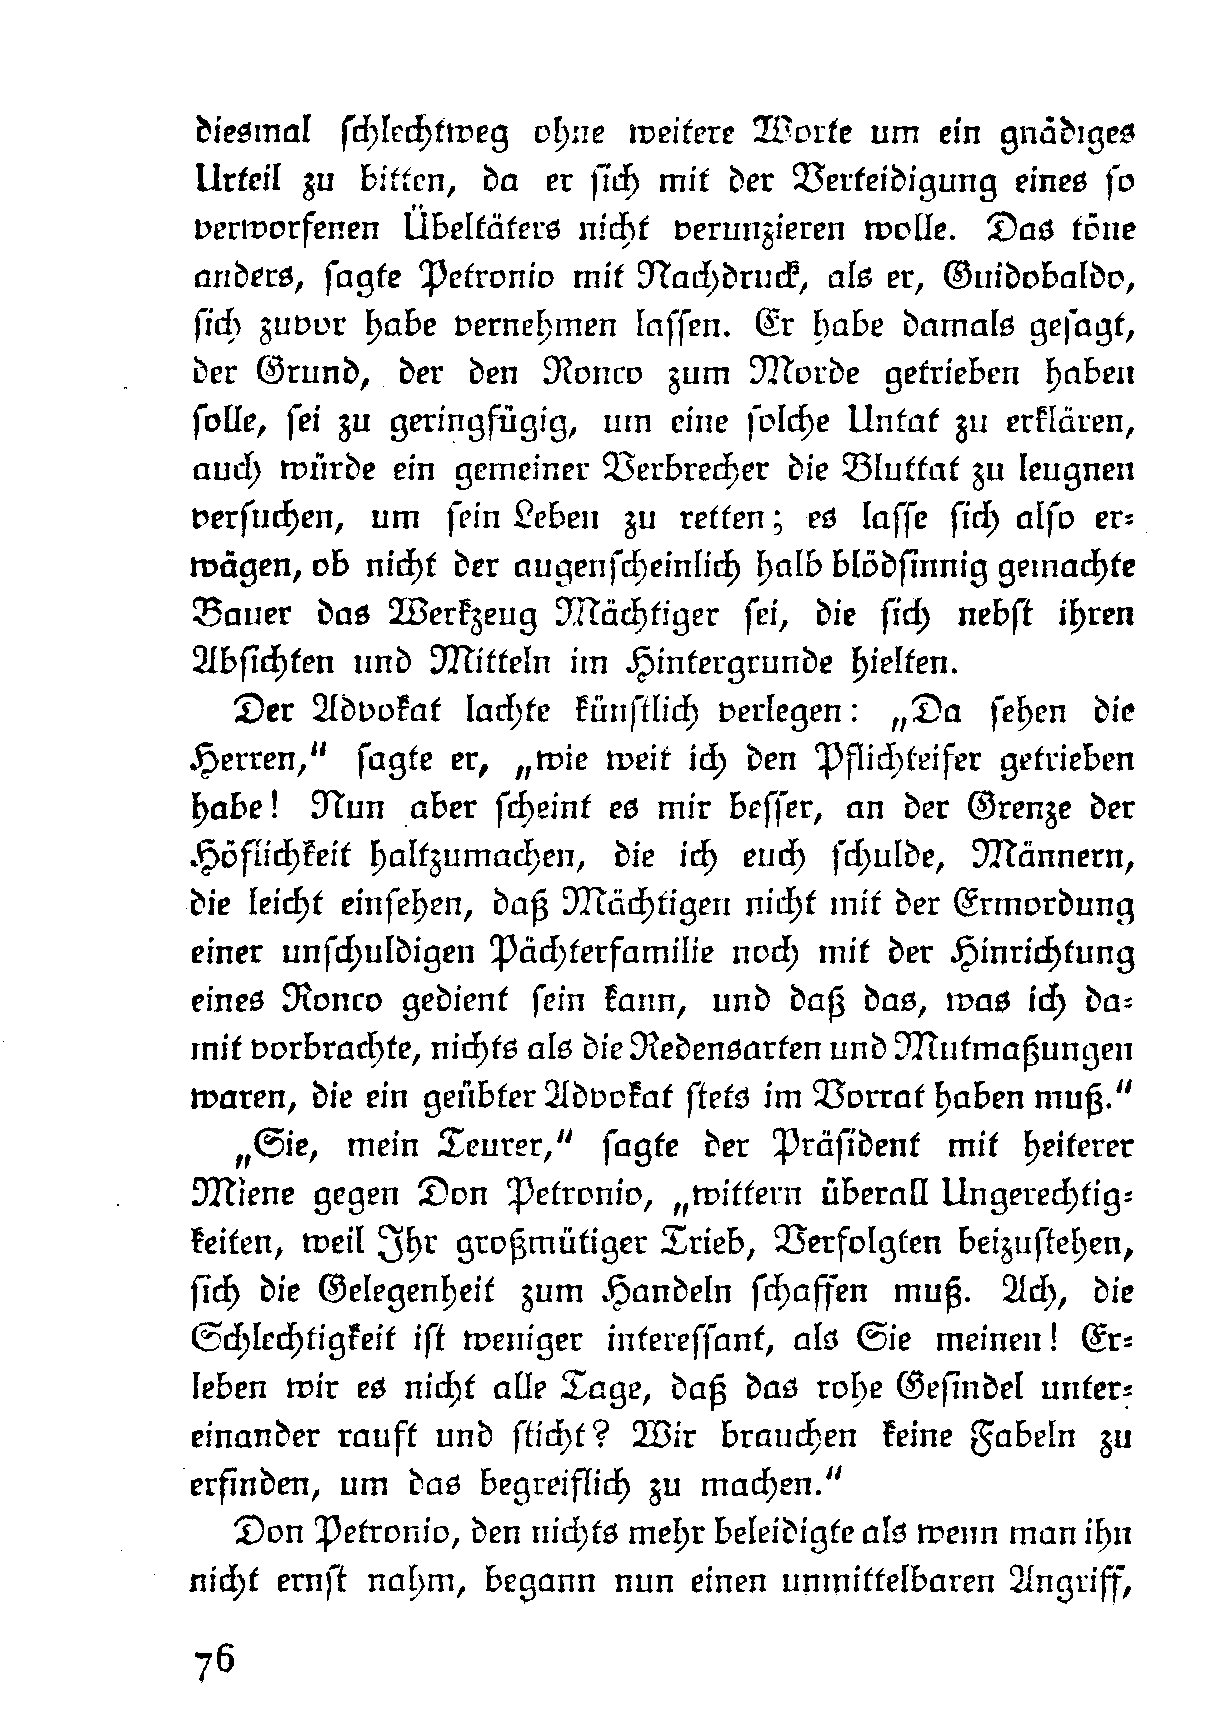 diesmal schlechtweg ohne weitere Worte um ein gnädiges
Urteil zu bitten, da er sich mit der Verteidigung eines so
verworfenen Übeltäters nicht verunzieren wolle. Das töne
anders, sagte Petronio mit Nachdruck, als er, Guidobaldo,
sich zuvor habe vernehmen lassen. Er habe damals gesagt,
der Grund, der den Ronco zum Morde getrieben haben
solle, sei zu geringfügig, um eine solche Untat zu erklären,
auch würde ein gemeiner Verbrecher die Bluttat zu leugnen
versuchen, um sein Leben zu retten; es lasse sich also er-
wägen, ob nicht der augenscheinlich halb blödsinnig gemachte
Bauer das Werkzeug Mächtiger sei, die sich nebst ihren
Absichten und Mitteln im Hintergrunde hielten.
Der Advokat lachte künstlich verlegen: „Da sehen die
Herren,“ sagte er, „wie weit ich den Pflichteifer getrieben
habe! Nun aber scheint es mir besser, an der Grenze der
Höflichkeit haltzumachen, die ich euch schulde, Männern,
die leicht einsehen, daß Mächtigen nicht mit der Ermordung
einer unschuldigen Pächterfamilie noch mit der Hinrichtung
eines Ronco gedient sein kann, und daß das, was ich da-
mit vorbrachte, nichts als die Redensarten und Mutmaßungen
waren, die ein geübter Advokat stets im Vorrat haben muß.“
„Sie, mein Teurer,“ sagte der Präsident mit heiterer
Miene gegen Don Petronio, „wittern überall Ungerechtig-
keiten, weil Ihr großmütiger Trieb, Verfolgten beizustehen,
sich die Gelegenheit zum Handeln schaffen muß. Ach, die
Schlechtigkeit ist weniger interessant, als Sie meinen! Er-
leben wir es nicht alle Tage, daß das rohe Gesindel unter-
einander rauft und sticht? Wir brauchen keine Fabeln zu
erfinden, um das begreiflich zu machen.“
Don Petronio, den nichts mehr beleidigte als wenn man ihn
nicht ernst nahm, begann nun einen unmittelbaren Angriff,
76